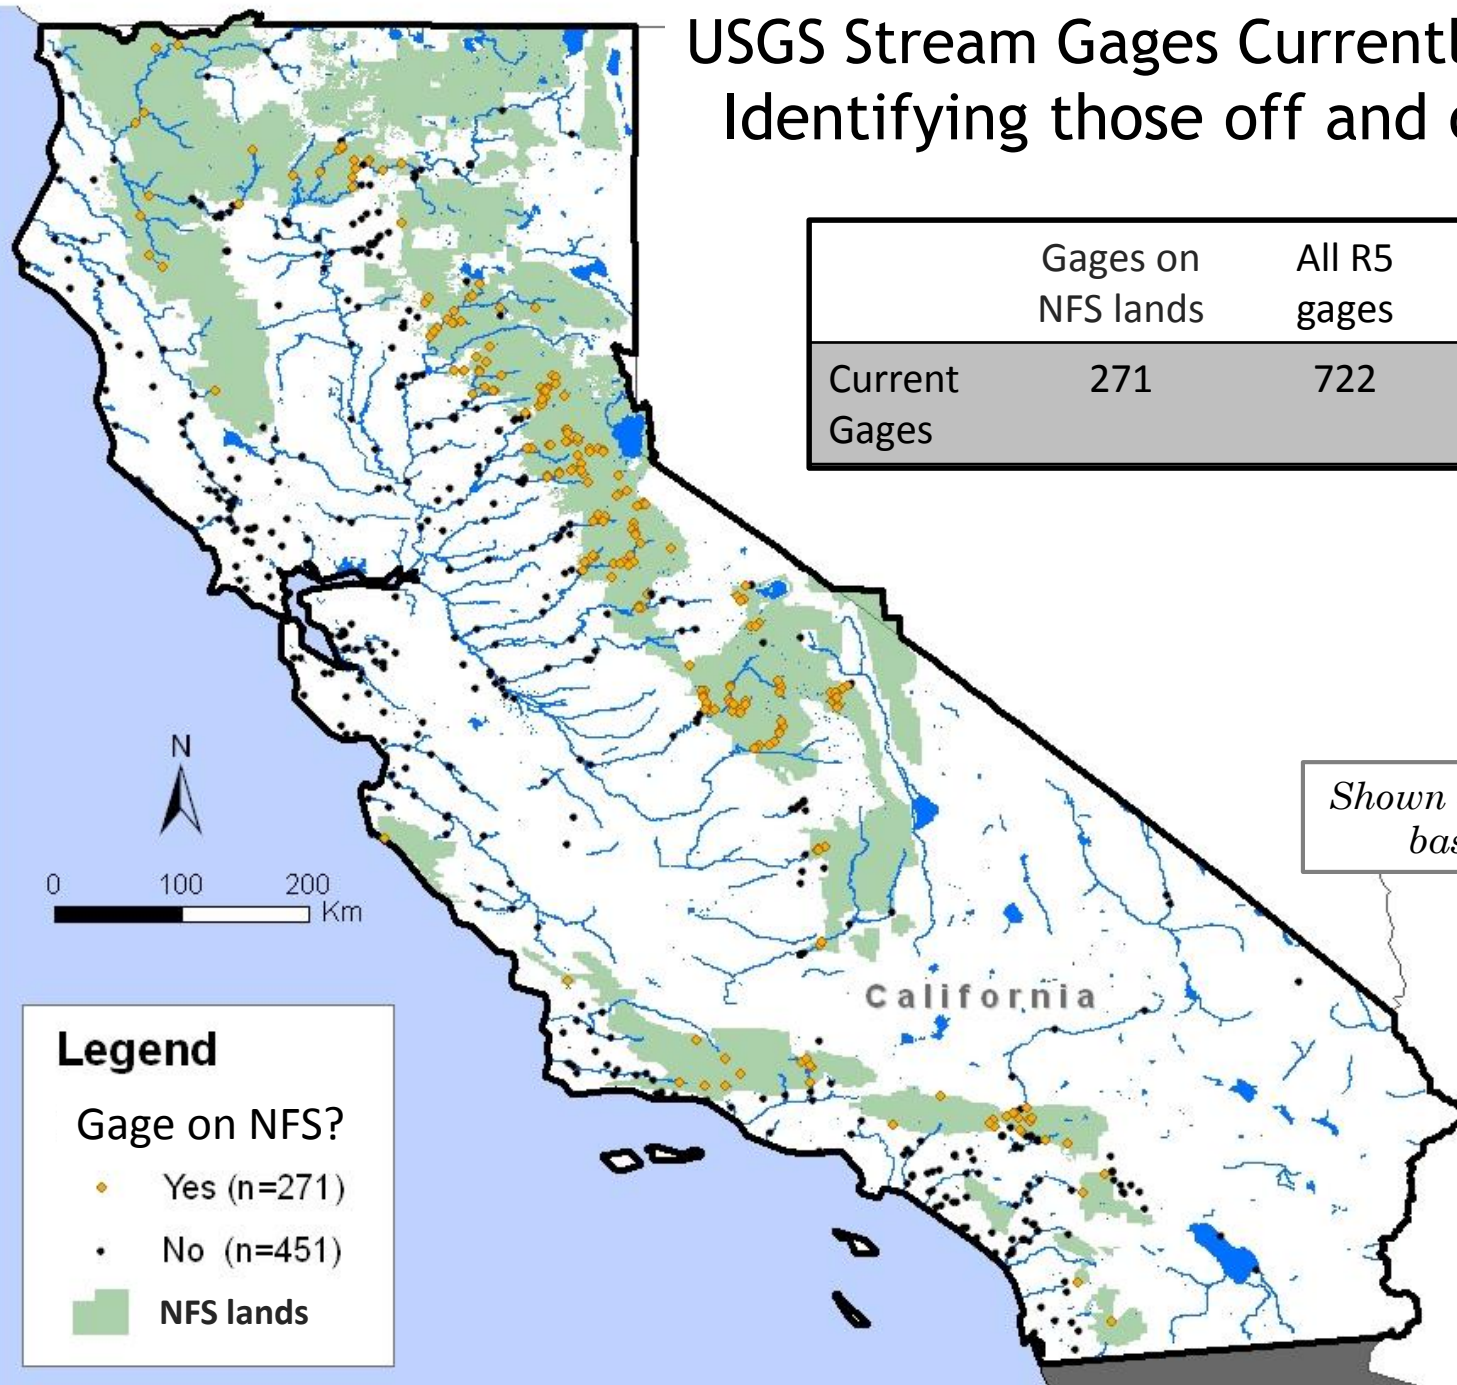 USGS Stream Gages Currentl
Identifying those off and
Gages on All R5
NFS lands gages
Current 271 722
Gages
Shown
bas
N
0 100 200
Km
California
Legend
Gage on NFS?
Yes (n=271)
No (n=451)
NFS lands